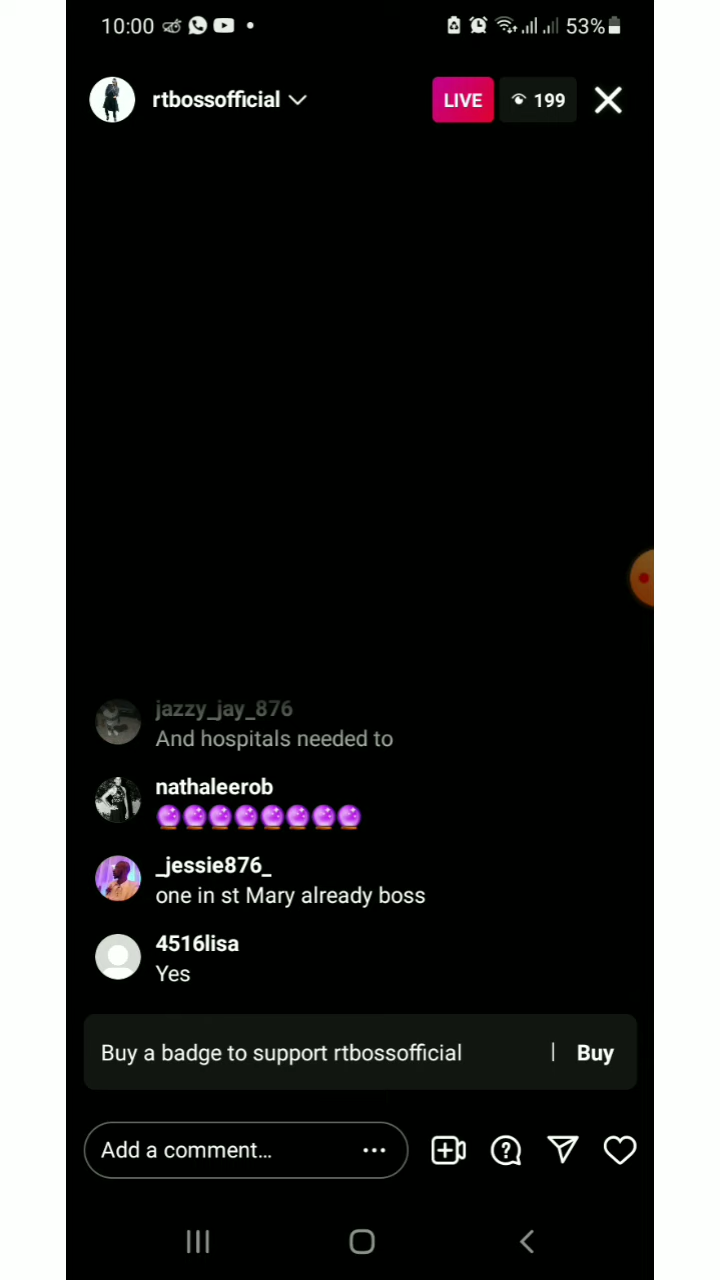 10:00 53%
rtbossofficial LIVE 199
jazzy_jay_876
And hospitals needed to
nathaleerob
🔮🔮🔮🔮🔮🔮🔮🔮
_jessie876_
one in st Mary already boss
4516lisa
Yes
Buy a badge to support rtbossofficial | Buy
Add a comment...